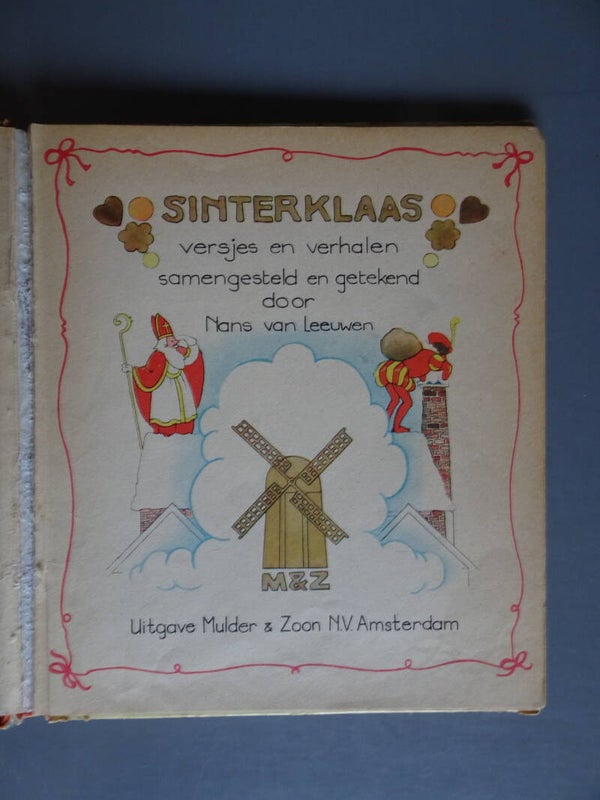 SINTERKLAAS
versjes en verhalen
samengesteld en getekend
door
Nans van Leeuwen
M&Z
Uitgave Mulder & Zoon N.V. Amsterdam